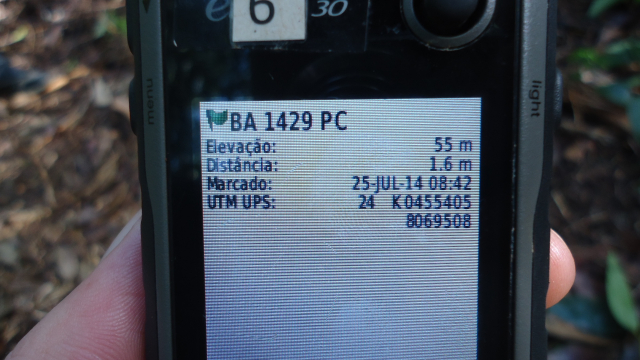 e 6 30
menu
light
BA 1429 PC
Elevação: 55 m
Distância: 1.6 m
Marcado: 25-JUL-14 08:42
UTM UPS: 24 K 0455405
8069508